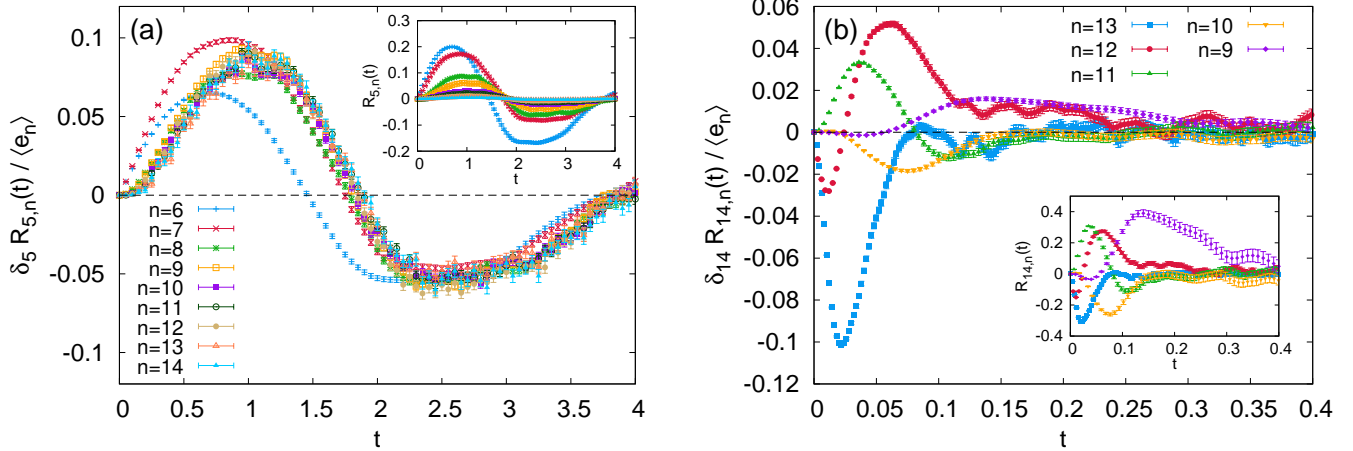 (a)
δ5 R5,n(t) / ⟨en⟩
0.1
0.05
0
-0.05
-0.1
0 0.5 1 1.5 2 2.5 3 3.5 4
t
n=6
n=7
n=8
n=9
n=10
n=11
n=12
n=13
n=14
R5,n(t)
0.3
0.2
0.1
0
-0.1
-0.2
0 1 2 3 4
t
(b)
δ14 R14,n(t) / ⟨en⟩
0.06
0.04
0.02
0
-0.02
-0.04
-0.06
-0.08
-0.1
-0.12
0 0.05 0.1 0.15 0.2 0.25 0.3 0.35 0.4
t
n=13
n=12
n=11
n=10
n=9
R14,n(t)
0.4
0.2
0
-0.2
-0.4
0 0.1 0.2 0.3 0.4
t